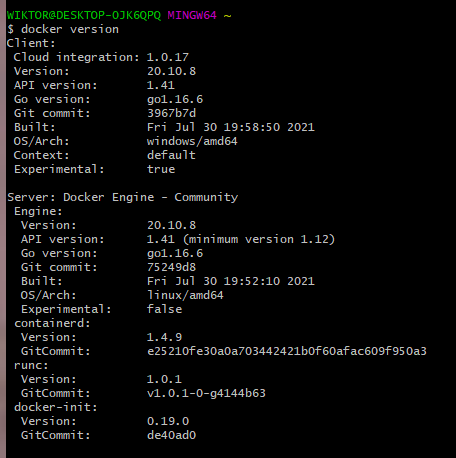 WIKTOR@DESKTOP-OJK6QPQ MINGW64 ~
$ docker version
Client:
 Cloud integration: 1.0.17
 Version:           20.10.8
 API version:       1.41
 Go version:        go1.16.6
 Git commit:        3967b7d
 Built:             Fri Jul 30 19:58:50 2021
 OS/Arch:           windows/amd64
 Context:           default
 Experimental:      true

Server: Docker Engine - Community
 Engine:
  Version:          20.10.8
  API version:      1.41 (minimum version 1.12)
  Go version:       go1.16.6
  Git commit:       75249d8
  Built:            Fri Jul 30 19:52:10 2021
  OS/Arch:          linux/amd64
  Experimental:     false
 containerd:
  Version:          1.4.9
  GitCommit:        e25210fe30a0a703442421b0f60afac609f950a3
 runc:
  Version:          1.0.1
  GitCommit:        v1.0.1-0-g4144b63
 docker-init:
  Version:          0.19.0
  GitCommit:        de40ad0